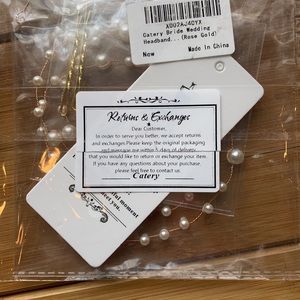 X002AJ4CYX
Catery Bride Wedding
Headband...(Rose Gold)
New Made In China
Returns & Exchanges
Dear Customer,
In order to serve you better, we accept returns
and exchanges.Please keep the original packaging
and message me within 5 days of delivery
that you would like to return or exchange your item.
If you have any questions about your purchase,
please feel free to contact us.
Catery
moment